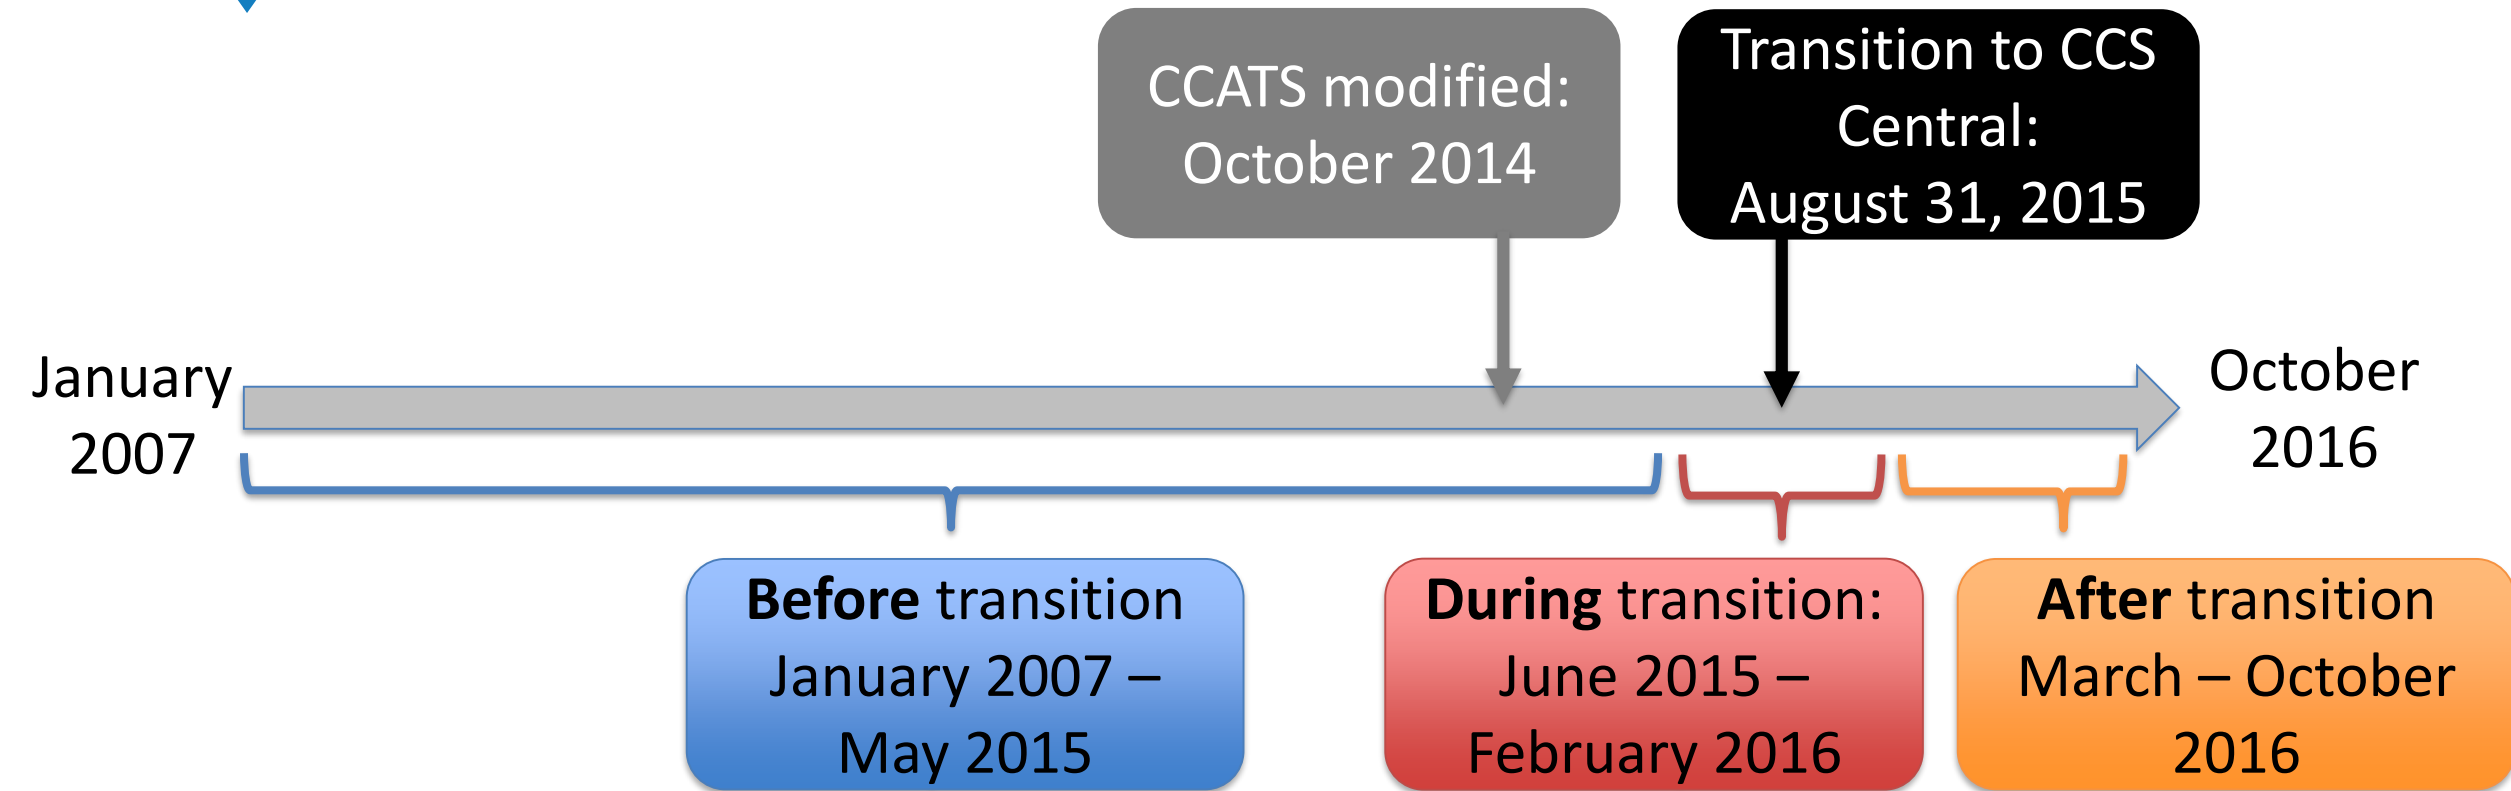 CCATS modified:
October 2014
Transition to CCS
Central:
August 31, 2015
January
2007
October
2016
Before transition
January 2007 –
May 2015
During transition:
June 2015 –
February 2016
After transition
March – October
2016